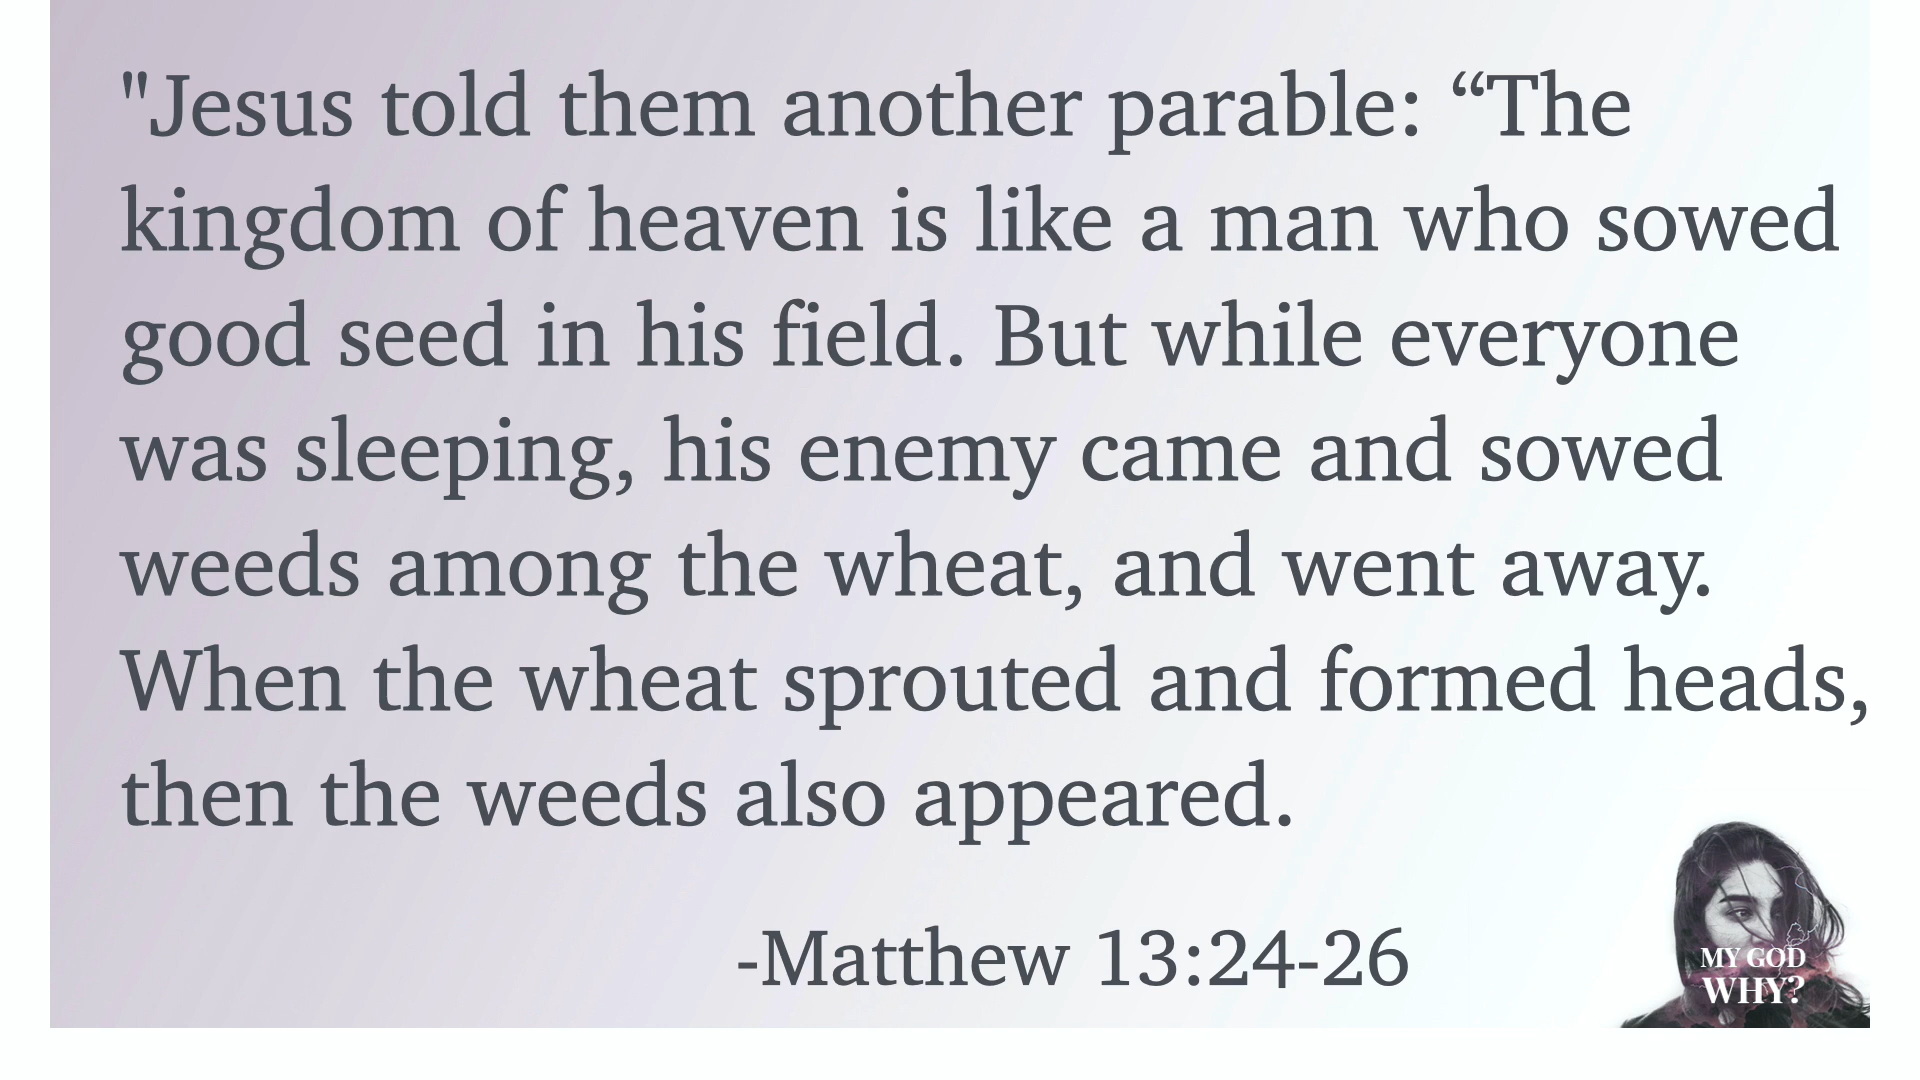 "Jesus told them another parable: “The
kingdom of heaven is like a man who sowed
good seed in his field. But while everyone
was sleeping, his enemy came and sowed
weeds among the wheat, and went away.
When the wheat sprouted and formed heads,
then the weeds also appeared.
-Matthew 13:24-26
MY GOD
WHY?